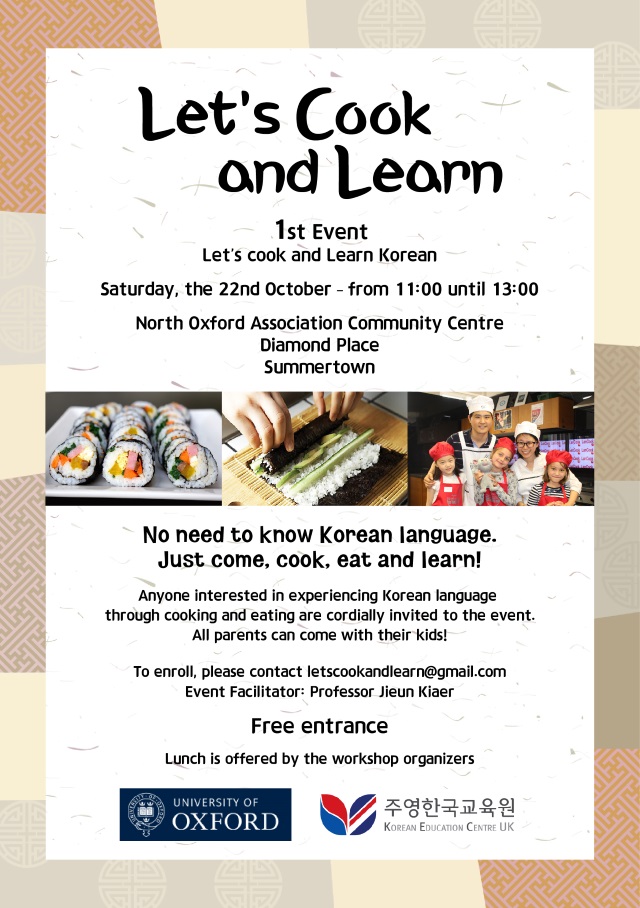 Let's Cook
and Learn
1st Event
Let's cook and Learn Korean
Saturday, the 22nd October - from 11:00 until 13:00
North Oxford Association Community Centre
Diamond Place
Summertown
No need to know Korean language.
Just come, cook, eat and learn!
Anyone interested in experiencing Korean language
through cooking and eating are cordially invited to the event.
All parents can come with their kids!
To enroll, please contact letscookandlearn@gmail.com
Event Facilitator: Professor Jieun Kiaer
Free entrance
Lunch is offered by the workshop organizers
UNIVERSITY OF
OXFORD
주영한국교육원
KOREAN EDUCATION CENTRE UK